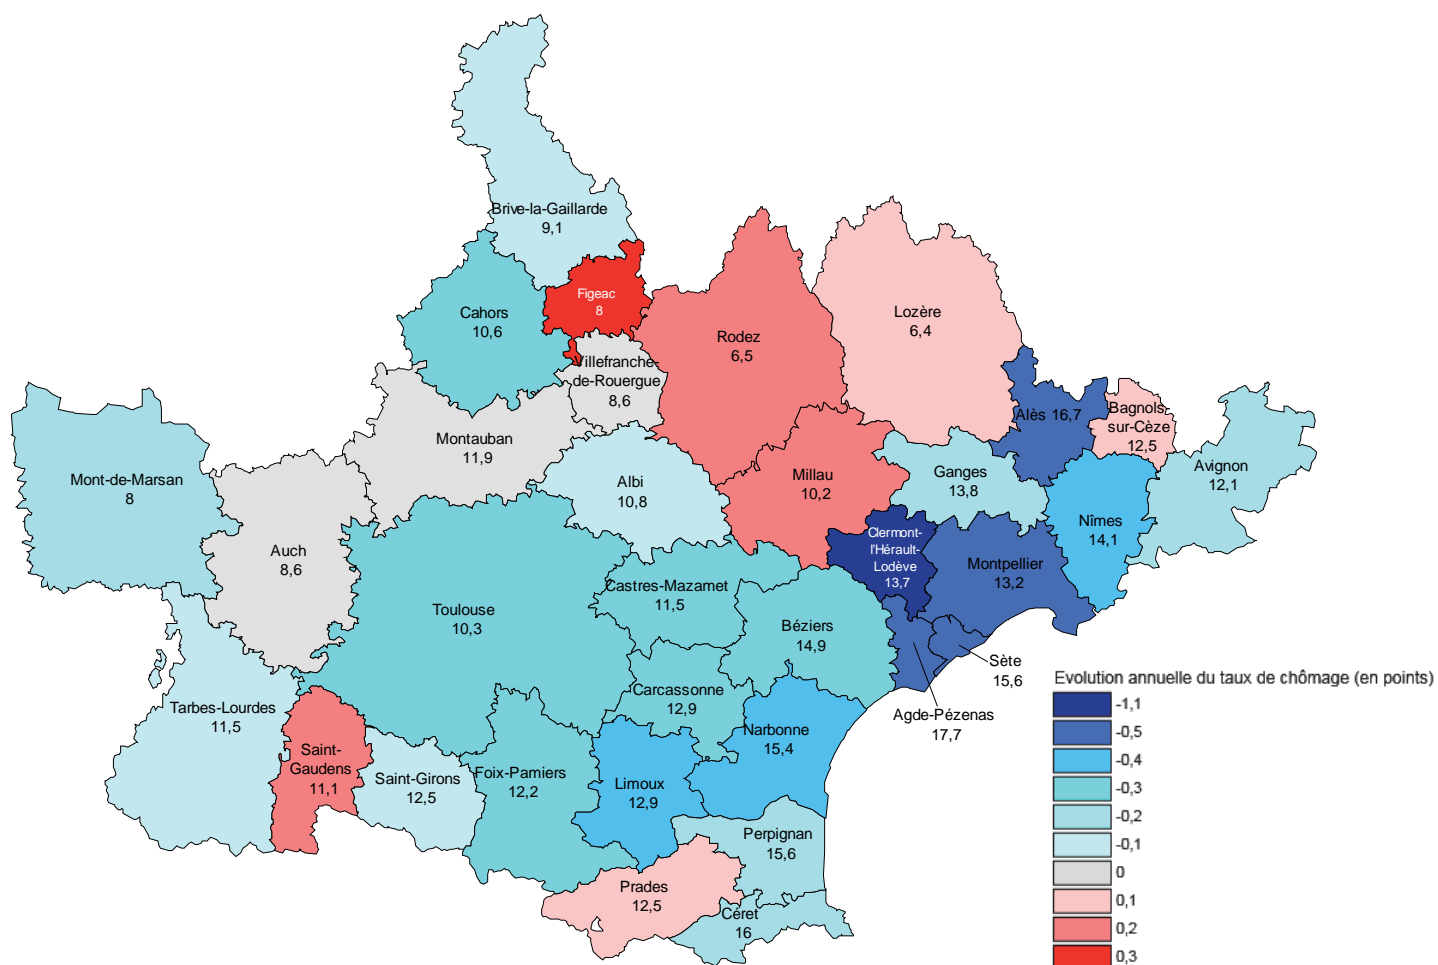 Brive-la-Gaillarde
9,1
Figeac
8
Cahors
10,6
Rodez
6,5
Lozère
6,4
Villefranche-
de-Rouergue
8,6
Alès 16,7
Bagnols-
sur-Cèze
12,5
Montauban
11,9
Mont-de-Marsan
8
Albi
10,8
Millau
10,2
Ganges
13,8
Avignon
12,1
Nîmes
14,1
Auch
8,6
Clermont-
l'Hérault-
Lodève
13,7
Montpellier
13,2
Toulouse
10,3
Castres-Mazamet
11,5
Béziers
14,9
Sète
15,6
Agde-Pézenas
17,7
Carcassonne
12,9
Narbonne
15,4
Tarbes-Lourdes
11,5
Saint-
Gaudens
11,1
Saint-Girons
12,5
Foix-Pamiers
12,2
Limoux
12,9
Perpignan
15,6
Prades
12,5
Céret
16
Evolution annuelle du taux de chômage (en points)
-1,1
-0,5
-0,4
-0,3
-0,2
-0,1
0
0,1
0,2
0,3